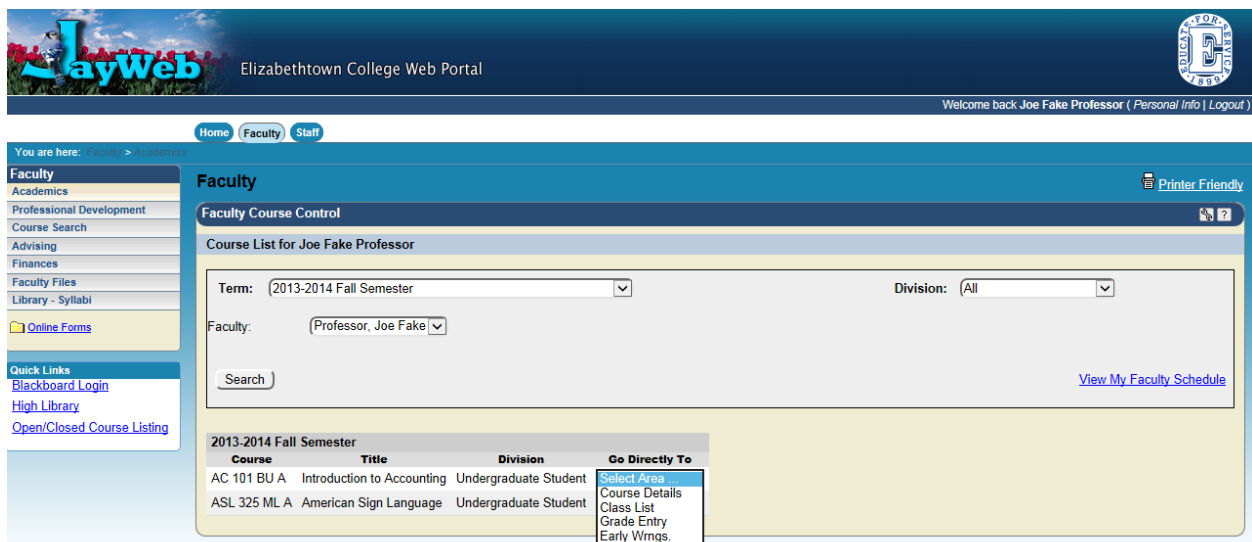 JayWeb
Elizabethtown College Web Portal
EDUCATE FOR SERVICE
1899
Welcome back Joe Fake Professor ( Personal Info | Logout )
Home Faculty Staff
You are here: Faculty > Academics
Faculty
Academics
Professional Development
Course Search
Advising
Finances
Faculty Files
Library - Syllabi
Online Forms
Quick Links
Blackboard Login
High Library
Open/Closed Course Listing
Faculty
Printer Friendly
Faculty Course Control
?
Course List for Joe Fake Professor
Term: 2013-2014 Fall Semester Division: All
Faculty: Professor, Joe Fake
Search View My Faculty Schedule
2013-2014 Fall Semester
Course Title Division Go Directly To
AC 101 BU A Introduction to Accounting Undergraduate Student Select Area ...
ASL 325 ML A American Sign Language Undergraduate Student
Course Details
Class List
Grade Entry
Early Wrngs.